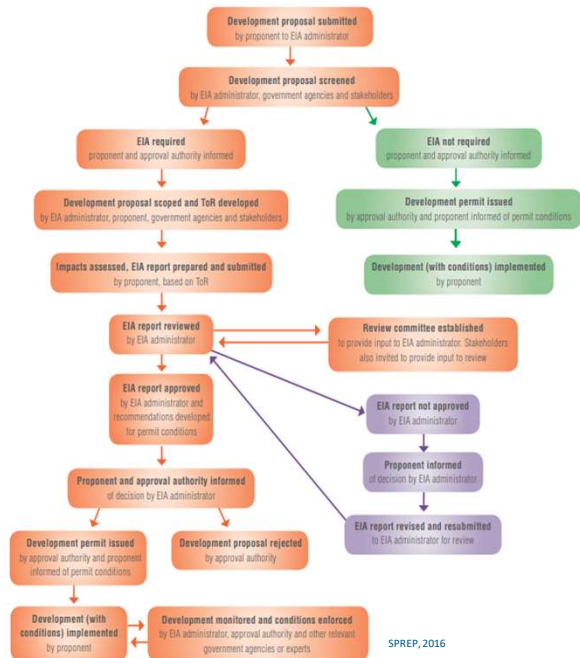 Development proposal submitted
by proponent to EIA administrator
Development proposal screened
by EIA administrator, government agencies and stakeholders
EIA required
proponent and approval authority informed
EIA not required
proponent and approval authority informed
Development proposal scoped and ToR developed
by EIA administrator, proponent, government agencies and stakeholders
Development permit issued
by approval authority and proponent informed of permit conditions
Impacts assessed, EIA report prepared and submitted
by proponent, based on ToR
Development (with conditions) implemented
by proponent
EIA report reviewed
by EIA administrator
Review committee established
to provide input to EIA administrator. Stakeholders
also invited to provide input to review
EIA report approved
by EIA administrator and
recommendations developed
for permit conditions
EIA report not approved
by EIA administrator
Proponent informed
of decision by EIA administrator
Proponent and approval authority informed
of decision by EIA administrator
EIA report revised and resubmitted
to EIA administrator for review
Development permit issued
by approval authority and proponent
informed of permit conditions
Development proposal rejected
by approval authority
Development (with
conditions) implemented
by proponent
Development monitored and conditions enforced
by EIA administrator, approval authority and other relevant
government agencies or experts
SPREP, 2016